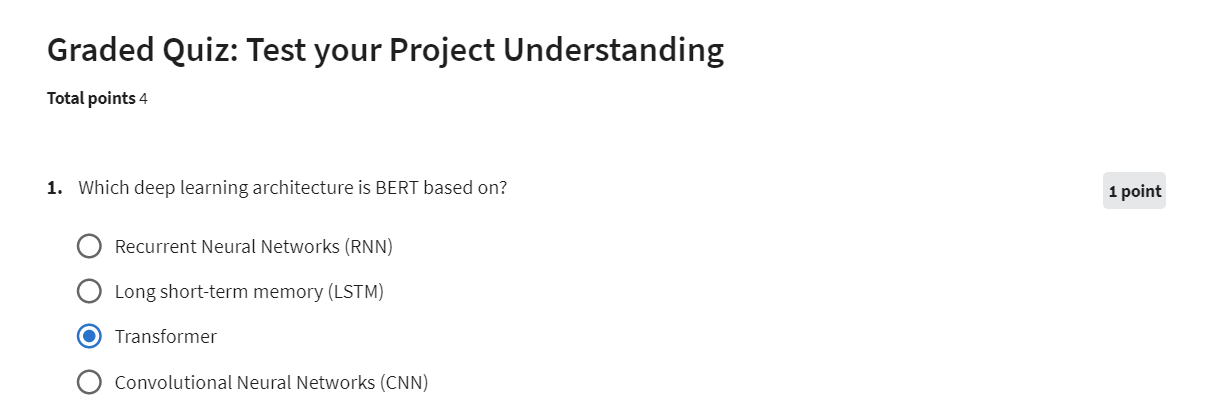 Graded Quiz: Test your Project Understanding
Total points 4
1. Which deep learning architecture is BERT based on?
1 point
Recurrent Neural Networks (RNN)
Long short-term memory (LSTM)
Transformer
Convolutional Neural Networks (CNN)